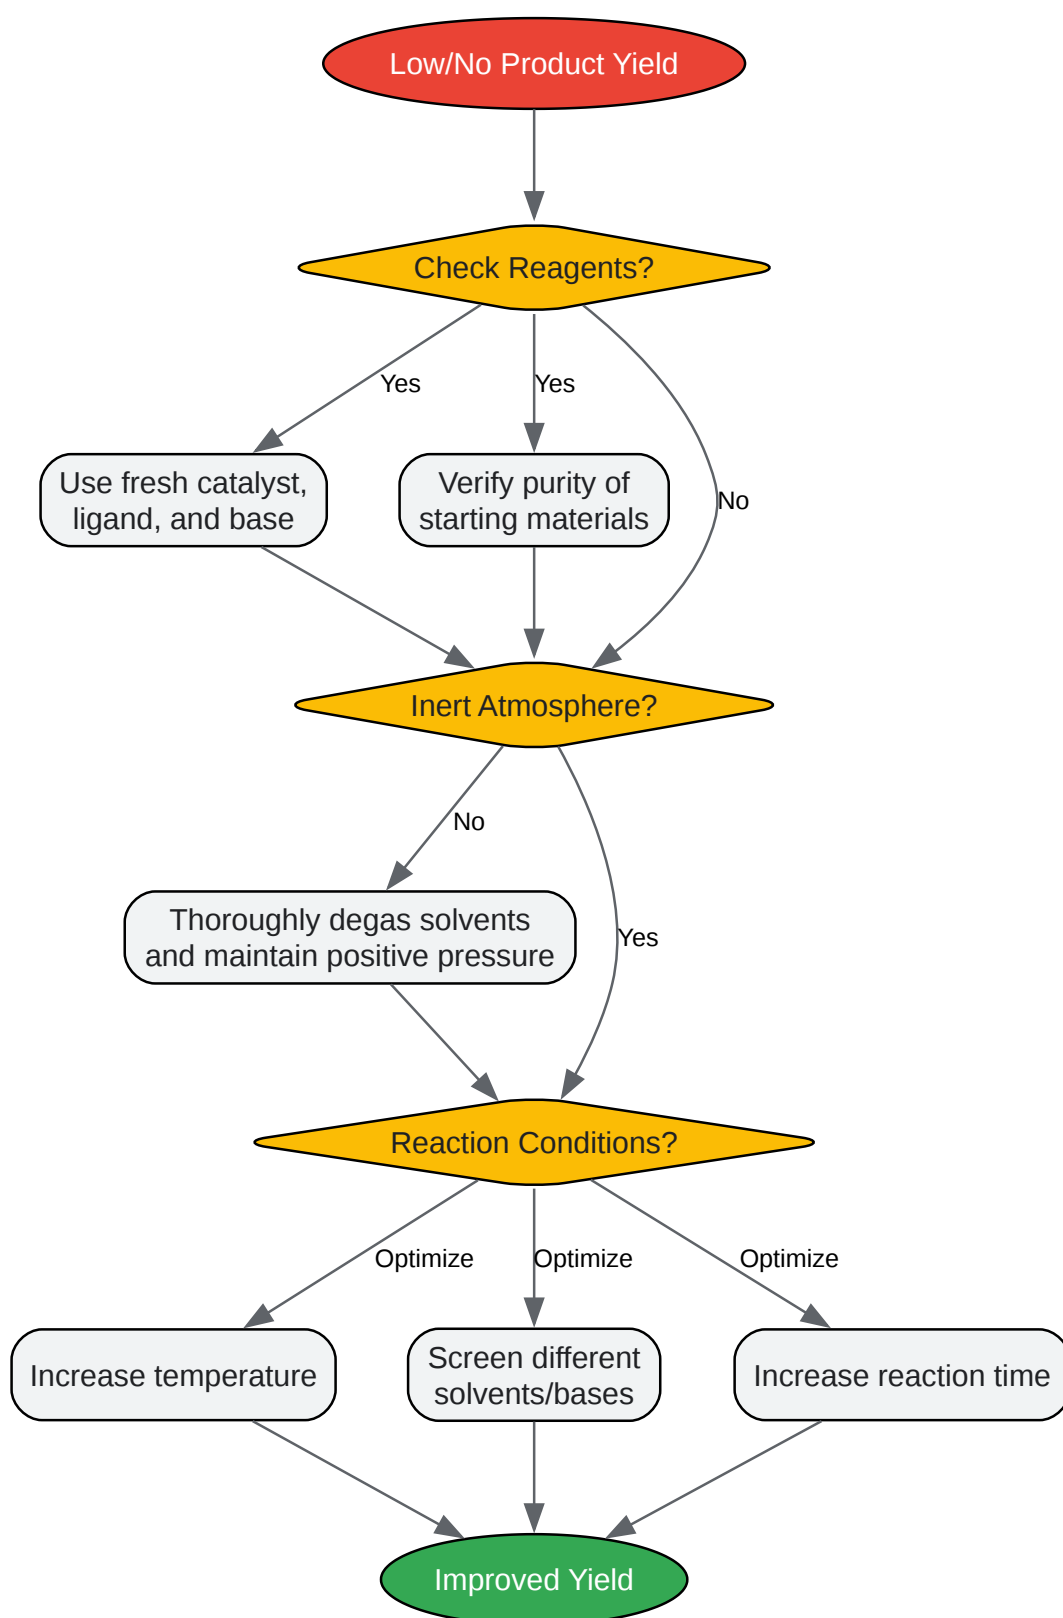 Low/No Product Yield
Check Reagents?
Yes
Yes
No
Use fresh catalyst,
ligand, and base
Verify purity of
starting materials
Inert Atmosphere?
No
Yes
Thoroughly degas solvents
and maintain positive pressure
Reaction Conditions?
Optimize
Optimize
Optimize
Increase temperature
Screen different
solvents/bases
Increase reaction time
Improved Yield